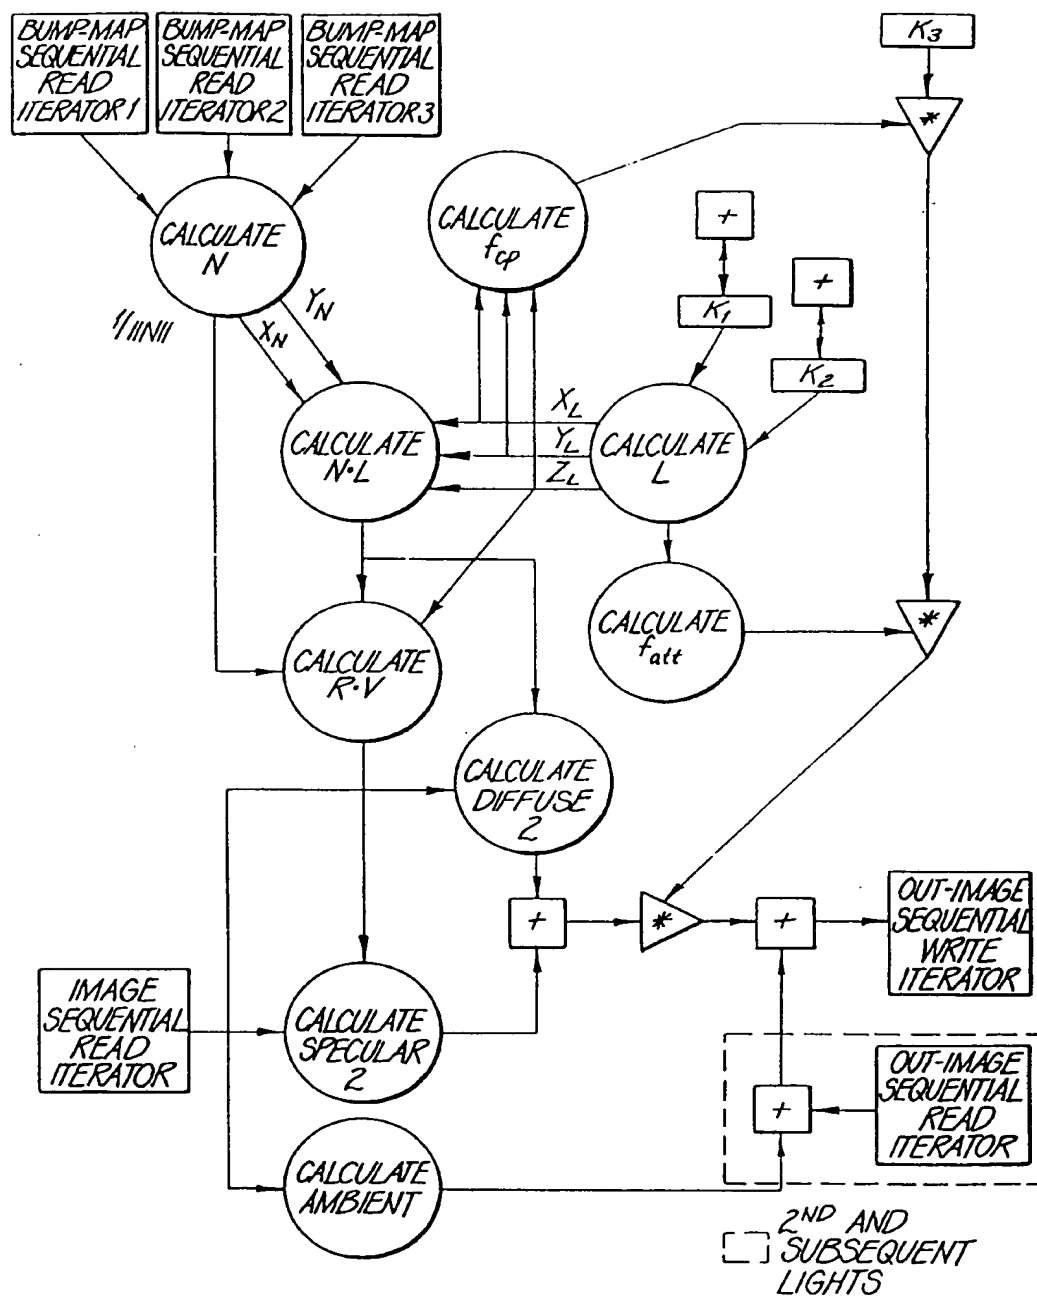 BUMP-MAP
SEQUENTIAL
READ
ITERATOR 1
BUMP-MAP
SEQUENTIAL
READ
ITERATOR 2
BUMP-MAP
SEQUENTIAL
READ
ITERATOR 3
K3
*
CALCULATE
N
CALCULATE
fcp
+
+
K1
K2
1/||N||
XN
YN
CALCULATE
N·L
XL
YL
ZL
CALCULATE
L
CALCULATE
R·V
CALCULATE
fatt
*
CALCULATE
DIFFUSE
2
+
*
+
OUT-IMAGE
SEQUENTIAL
WRITE
ITERATOR
IMAGE
SEQUENTIAL
READ
ITERATOR
CALCULATE
SPECULAR
2
+
OUT-IMAGE
SEQUENTIAL
READ
ITERATOR
CALCULATE
AMBIENT
2ND AND
SUBSEQUENT
LIGHTS